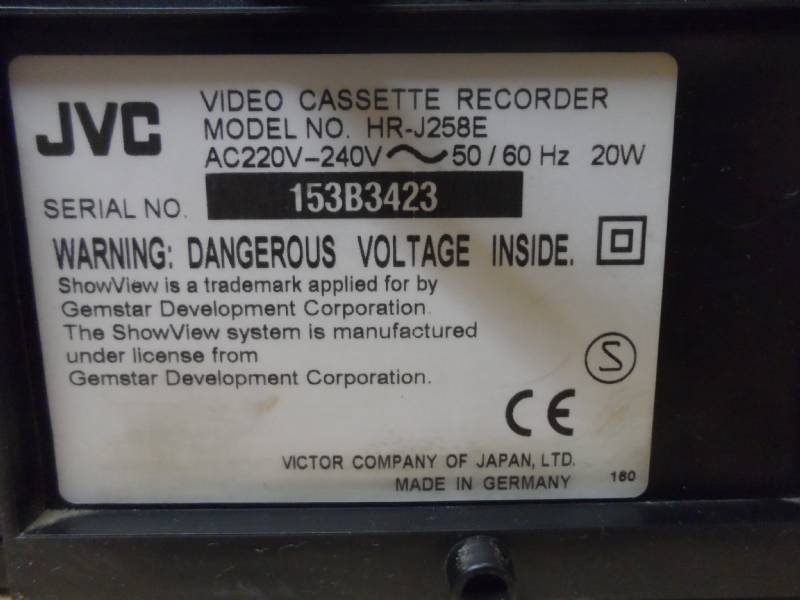 JVC
VIDEO CASSETTE RECORDER
MODEL NO. HR-J258E
AC220V–240V ~ 50/60 Hz 20W
SERIAL NO. 153B3423
WARNING: DANGEROUS VOLTAGE INSIDE.
ShowView is a trademark applied for by
Gemstar Development Corporation.
The ShowView system is manufactured
under license from
Gemstar Development Corporation.
S
CE
VICTOR COMPANY OF JAPAN, LTD.
MADE IN GERMANY
160